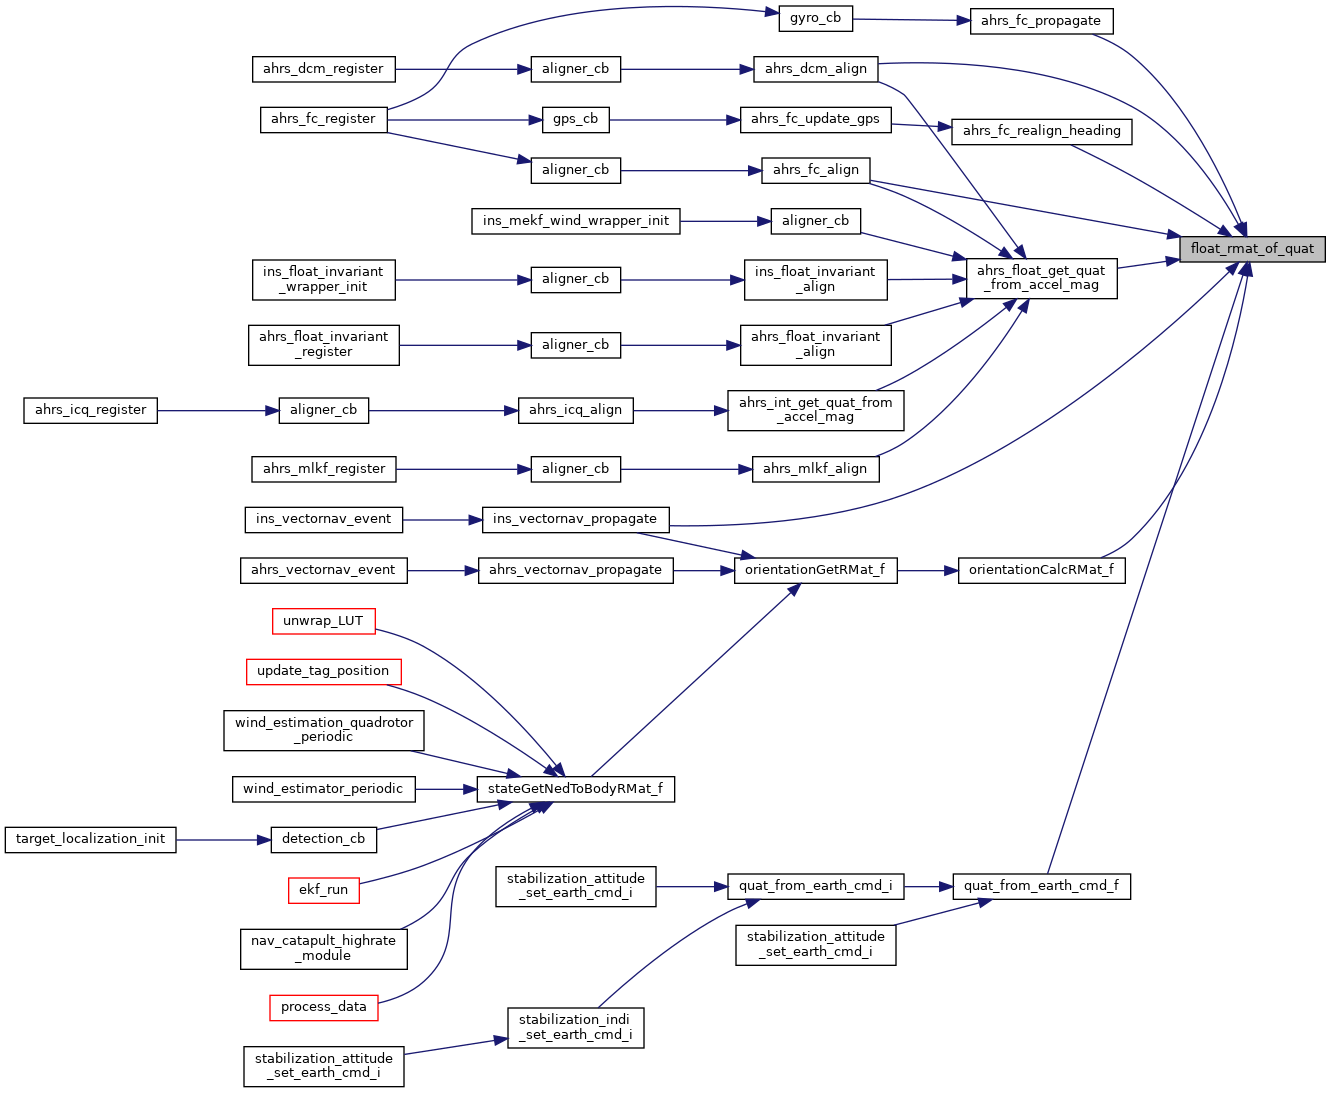 gyro_cb
ahrs_fc_propagate
ahrs_dcm_register
aligner_cb
ahrs_dcm_align
ahrs_fc_register
gps_cb
ahrs_fc_update_gps
ahrs_fc_realign_heading
aligner_cb
ahrs_fc_align
ins_mekf_wind_wrapper_init
aligner_cb
float_rmat_of_quat
ins_float_invariant
_wrapper_init
aligner_cb
ins_float_invariant
_align
ahrs_float_get_quat
_from_accel_mag
ahrs_float_invariant
_register
aligner_cb
ahrs_float_invariant
_align
ahrs_icq_register
aligner_cb
ahrs_icq_align
ahrs_int_get_quat_from
_accel_mag
ahrs_mlkf_register
aligner_cb
ahrs_mlkf_align
ins_vectornav_event
ins_vectornav_propagate
ahrs_vectornav_event
ahrs_vectornav_propagate
orientationGetRMat_f
orientationCalcRMat_f
unwrap_LUT
update_tag_position
wind_estimation_quadrotor
_periodic
wind_estimator_periodic
stateGetNedToBodyRMat_f
target_localization_init
detection_cb
ekf_run
stabilization_attitude
_set_earth_cmd_i
quat_from_earth_cmd_i
quat_from_earth_cmd_f
nav_catapult_highrate
_module
stabilization_attitude
_set_earth_cmd_i
process_data
stabilization_indi
_set_earth_cmd_i
stabilization_attitude
_set_earth_cmd_i